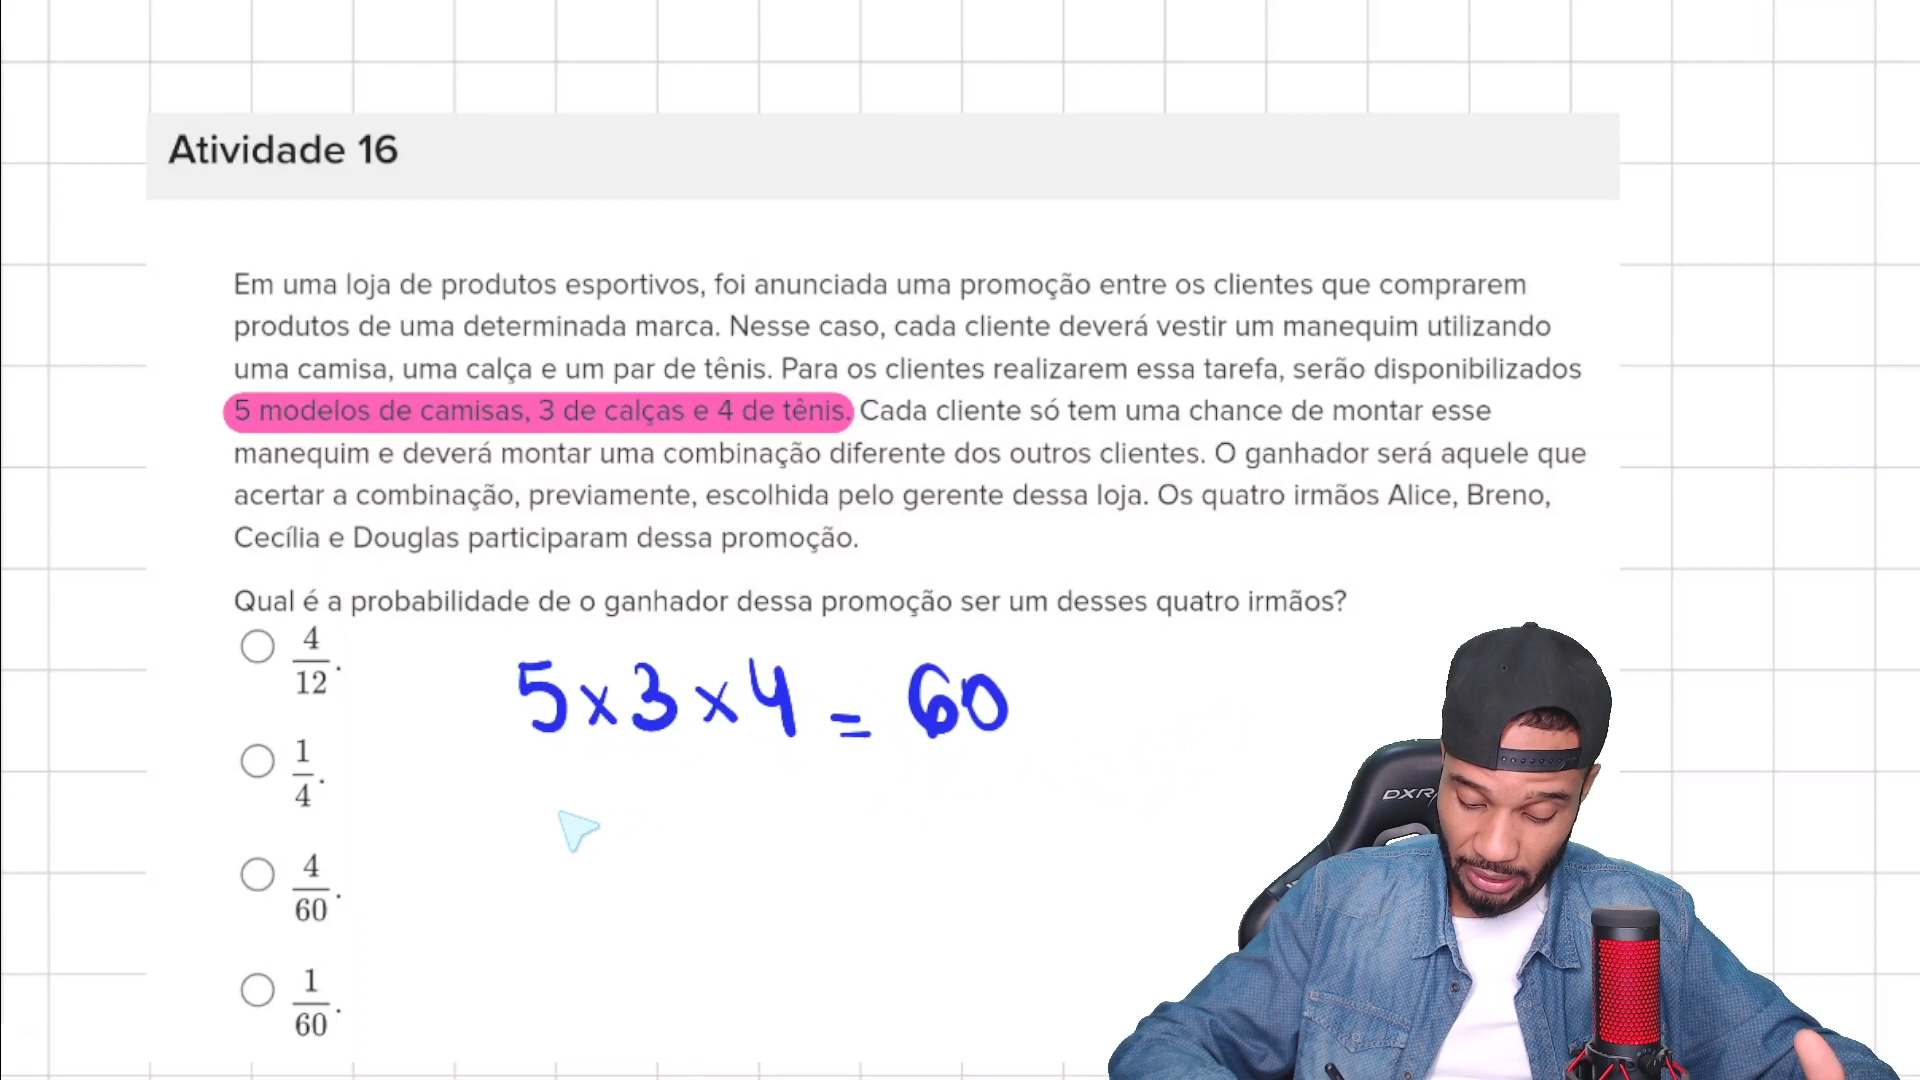 Atividade 16
Em uma loja de produtos esportivos, foi anunciada uma promoção entre os clientes que comprarem
produtos de uma determinada marca. Nesse caso, cada cliente deverá vestir um manequim utilizando
uma camisa, uma calça e um par de tênis. Para os clientes realizarem essa tarefa, serão disponibilizados
5 modelos de camisas, 3 de calças e 4 de tênis. Cada cliente só tem uma chance de montar esse
manequim e deverá montar uma combinação diferente dos outros clientes. O ganhador será aquele que
acertar a combinação, previamente, escolhida pelo gerente dessa loja. Os quatro irmãos Alice, Breno,
Cecília e Douglas participaram dessa promoção.
Qual é a probabilidade de o ganhador dessa promoção ser um desses quatro irmãos?
4
12.
5 x 3 x 4 = 60
1
4.
4
60.
1
60.